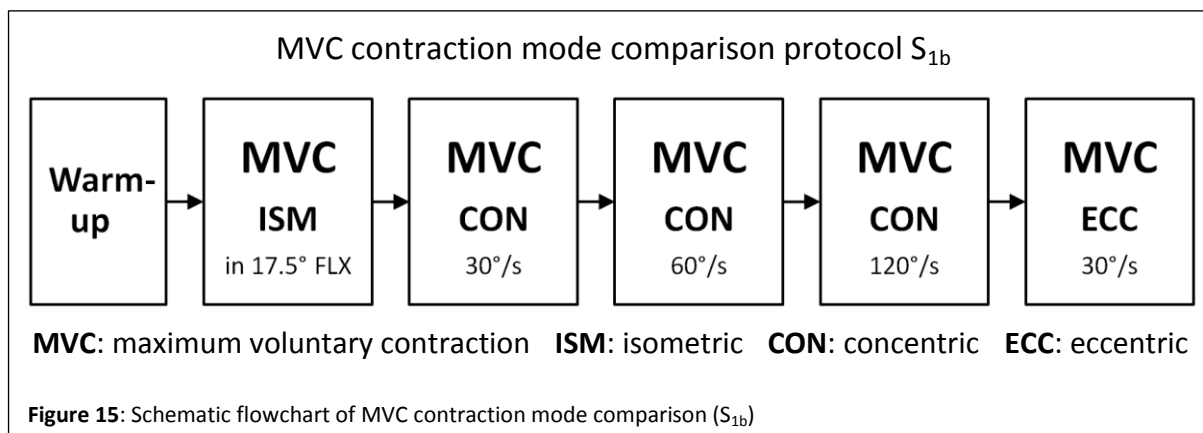 MVC contraction mode comparison protocol S1b
Warm-
up
MVC
ISM
in 17.5° FLX
MVC
CON
30°/s
MVC
CON
60°/s
MVC
CON
120°/s
MVC
ECC
30°/s
MVC: maximum voluntary contraction ISM: isometric CON: concentric ECC: eccentric
Figure 15: Schematic flowchart of MVC contraction mode comparison (S1b)